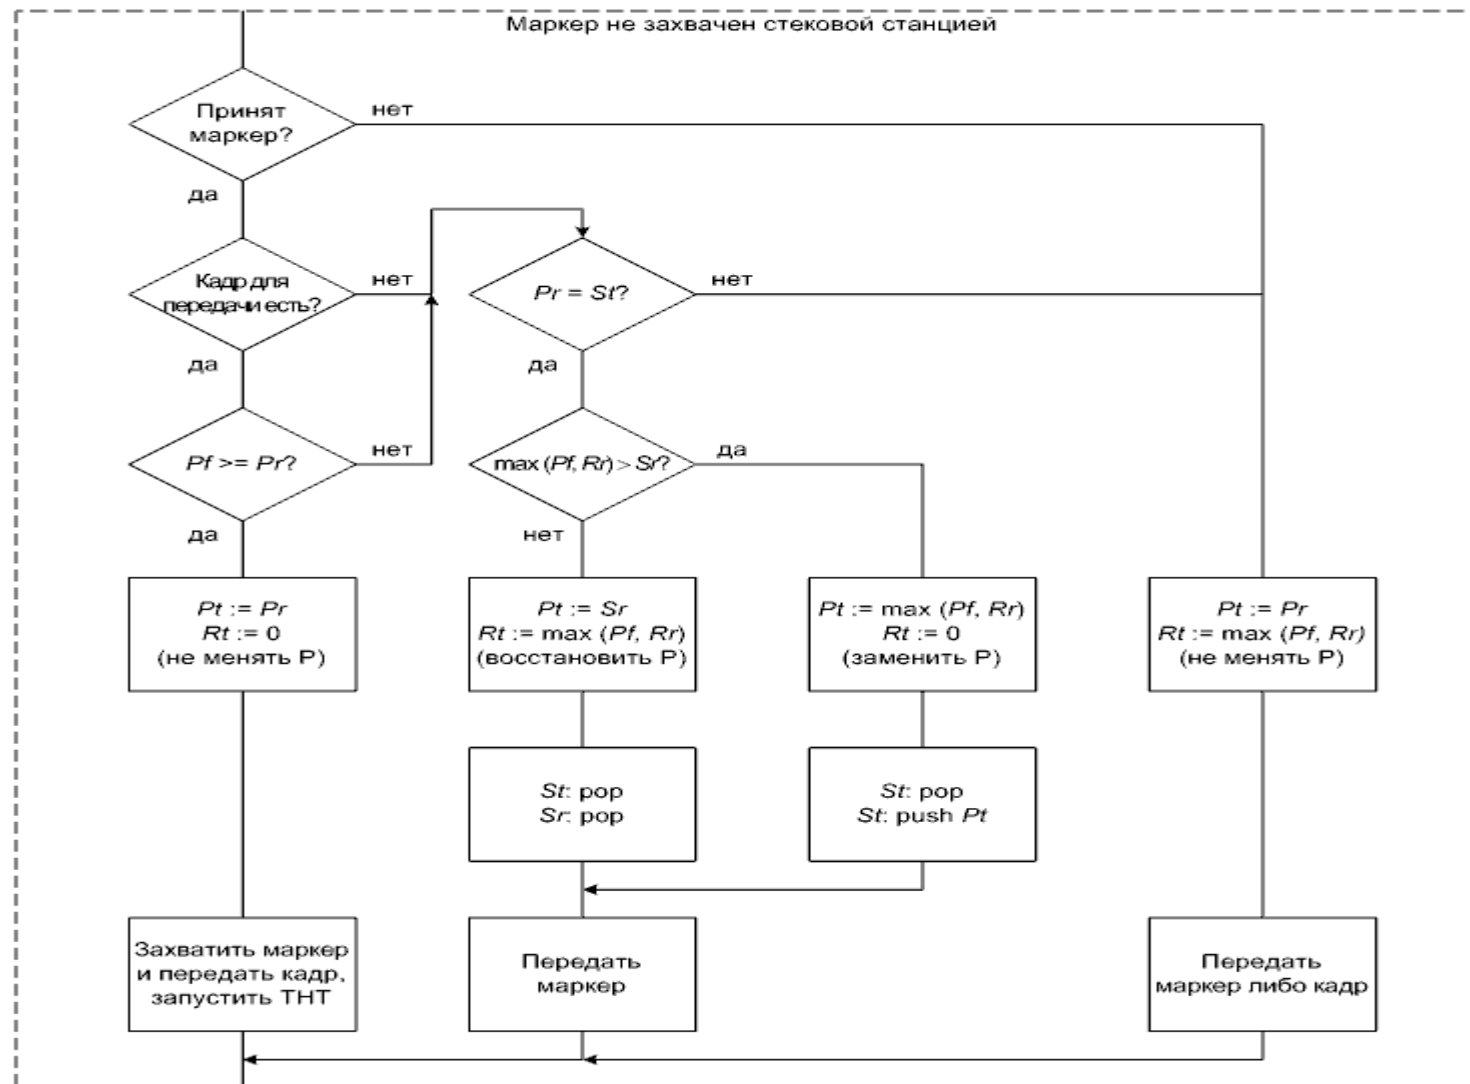 Маркер не захвачен стековой станцией
Принят
маркер?
нет
да
Кадр для
передачи есть?
нет
Pr = St?
нет
да
да
Pf >= Pr?
нет
max (Pf, Rr) > Sr?
да
да
нет
Pt := Pr
Rt := 0
(не менять P)
Pt := Sr
Rt := max (Pf, Rr)
(восстановить P)
Pt := max (Pf, Rr)
Rt := 0
(заменить P)
Pt := Pr
Rt := max (Pf, Rr)
(не менять P)
St: pop
Sr: pop
St: pop
St: push Pt
Захватить маркер
и передать кадр,
запустить ТНТ
Передать
маркер
Передать
маркер либо кадр